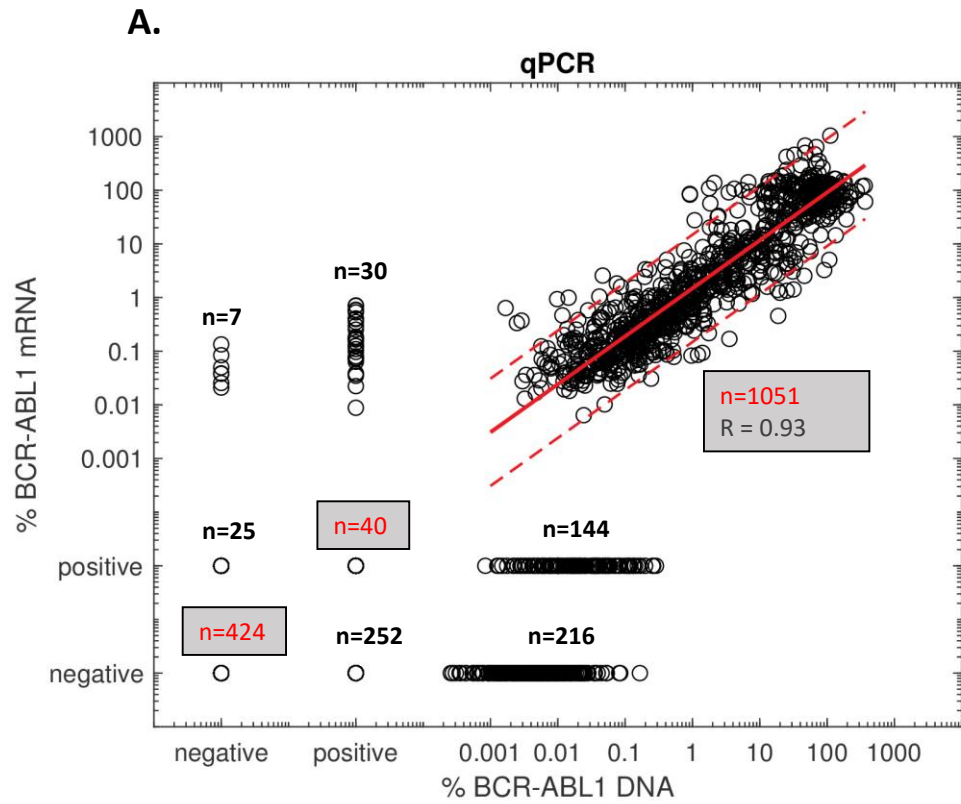 A.
qPCR
% BCR-ABL1 mRNA
1000
100
10
1
0.1
0.01
0.001
positive
negative
n=7
n=30
n=1051
R = 0.93
n=25
n=40
n=144
n=424
n=252
n=216
negative
positive
0.001
0.01
0.1
1
10
100
1000
% BCR-ABL1 DNA